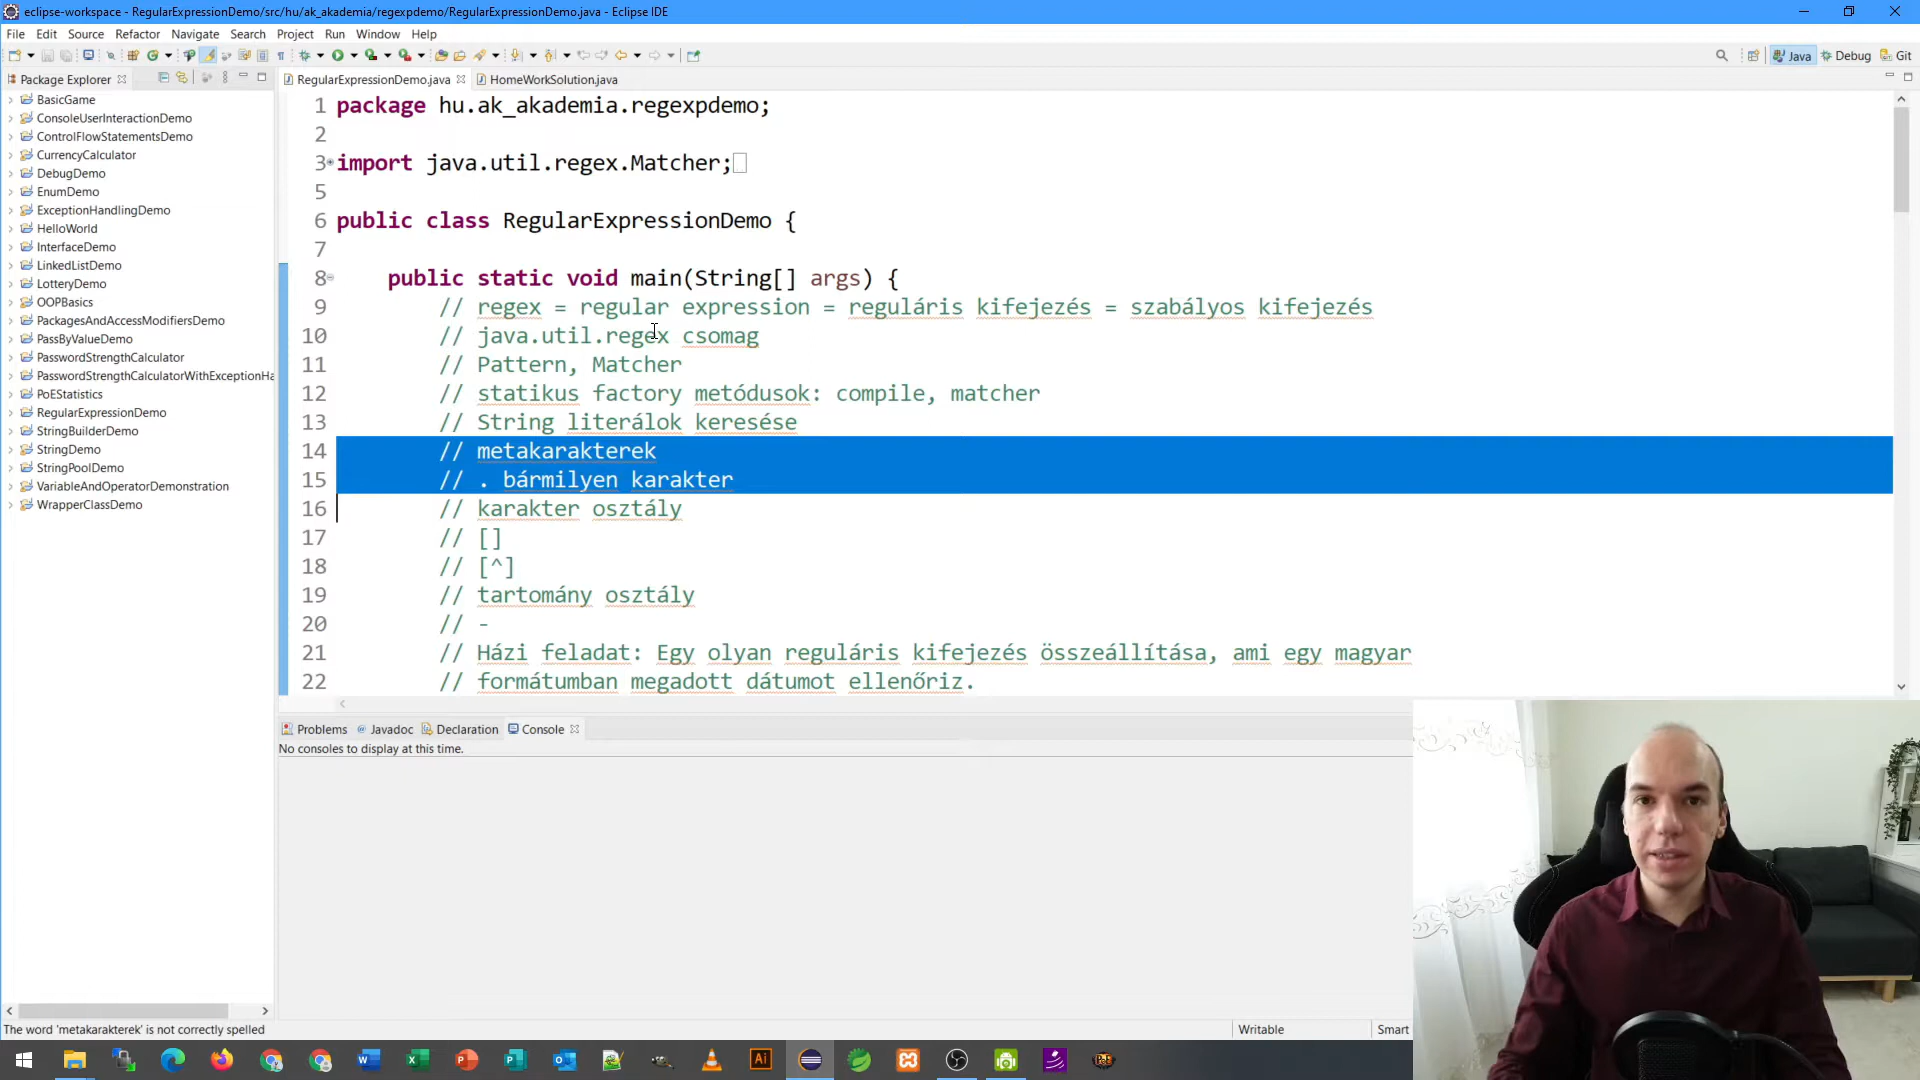 eclipse-workspace - RegularExpressionDemo/src/hu/ak_akademia/regexpdemo/RegularExpressionDemo.java - Eclipse IDE
File Edit Source Refactor Navigate Search Project Run Window Help
Java Debug Git
Package Explorer
RegularExpressionDemo.java HomeWorkSolution.java
BasicGame
ConsoleUserInteractionDemo
ControlFlowStatementsDemo
CurrencyCalculator
DebugDemo
EnumDemo
ExceptionHandlingDemo
HelloWorld
InterfaceDemo
LinkedListDemo
LotteryDemo
OOPBasics
PackagesAndAccessModifiersDemo
PassByValueDemo
PasswordStrengthCalculator
PasswordStrengthCalculatorWithExceptionHa
PoEStatistics
RegularExpressionDemo
StringBuilderDemo
StringDemo
StringPoolDemo
VariableAndOperatorDemonstration
WrapperClassDemo
1 package hu.ak_akademia.regexpdemo;
2
3 import java.util.regex.Matcher;
5
6 public class RegularExpressionDemo {
7
8 public static void main(String[] args) {
9 // regex = regular expression = reguláris kifejezés = szabályos kifejezés
10 // java.util.regex csomag
11 // Pattern, Matcher
12 // statikus factory metódusok: compile, matcher
13 // String literálok keresése
14 // metakarakterek
15 // . bármilyen karakter
16 // karakter osztály
17 // []
18 // [^]
19 // tartomány osztály
20 // -
21 // Házi feladat: Egy olyan reguláris kifejezés összeállítása, ami egy magyar
22 // formátumban megadott dátumot ellenőriz.
Problems Javadoc Declaration Console
No consoles to display at this time.
The word 'metakarakterek' is not correctly spelled
Writable
Smart